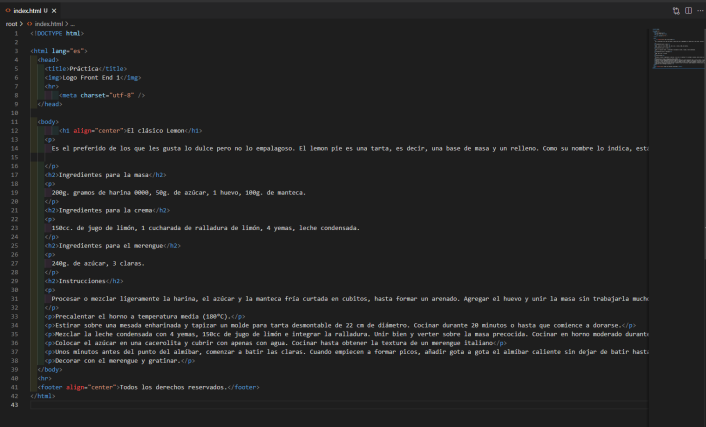 index.html U
root > index.html > ...
1 <!DOCTYPE html>
2
3 <html lang="es">
4 <head>
5 <title>Práctica</title>
6 <img>Logo Front End 1</img>
7 <hr>
8 <meta charset="utf-8" />
9 </head>
10
11 <body>
12 <h1 align="center">El clásico Lemon</h1>
13 <p>
14 Es el preferido de los que les gusta lo dulce pero no lo empalagoso. El lemon pie es una tarta, es decir, una base de masa y un relleno. Como su nombre lo indica, esta
15
16 </p>
17 <h2>Ingredientes para la masa</h2>
18 <p>
19 200g. gramos de harina 0000, 50g. de azúcar, 1 huevo, 100g. de manteca.
20 </p>
21 <h2>Ingredientes para la crema</h2>
22 <p>
23 150cc. de jugo de limón, 1 cucharada de ralladura de limón, 4 yemas, leche condensada.
24 </p>
25 <h2>Ingredientes para el merengue</h2>
26 <p>
27 240g. de azúcar, 3 claras.
28 </p>
29 <h2>Instrucciones</h2>
30 <p>
31 Procesar o mezclar ligeramente la harina, el azúcar y la manteca fría curtada en cubitos, hasta formar un arenado. Agregar el huevo y unir la masa sin trabajarla mucho
32 </p>
33 <p>Precalentar el horno a temperatura media (180°C).</p>
34 <p>Estirar sobre una mesada enharinada y tapizar un molde para tarta desmontable de 22 cm de diámetro. Cocinar durante 20 minutos o hasta que comience a dorarse.</p>
35 <p>Mezclar la leche condensada con 4 yemas, 150cc de jugo de limón e integrar la ralladura. Unir bien y verter sobre la masa precocida. Cocinar en horno moderado durant
36 <p>Colocar el azúcar en una cacerolita y cubrir con apenas con agua. Cocinar hasta obtener la textura de un merengue italiano</p>
37 <p>Unos minutos antes del punto del almíbar, comenzar a batir las claras. Cuando empiecen a formar picos, añadir gota a gota el almíbar caliente sin dejar de batir hast
38 <p>Decorar con el merengue y gratinar.</p>
39 </body>
40 <hr>
41 <footer align="center">Todos los derechos reservados.</footer>
42 </html>
43